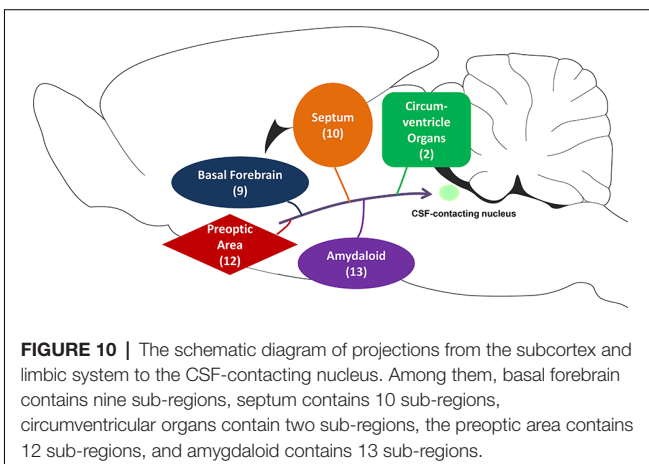 Circum-
ventricle
Organs
(2)
Septum
(10)
Basal Forebrain
(9)
CSF-contacting nucleus
Preoptic
Area
(12)
Amydaloid
(13)
FIGURE 10 | The schematic diagram of projections from the subcortex and
limbic system to the CSF-contacting nucleus. Among them, basal forebrain
contains nine sub-regions, septum contains 10 sub-regions,
circumventricular organs contain two sub-regions, the preoptic area contains
12 sub-regions, and amygdaloid contains 13 sub-regions.